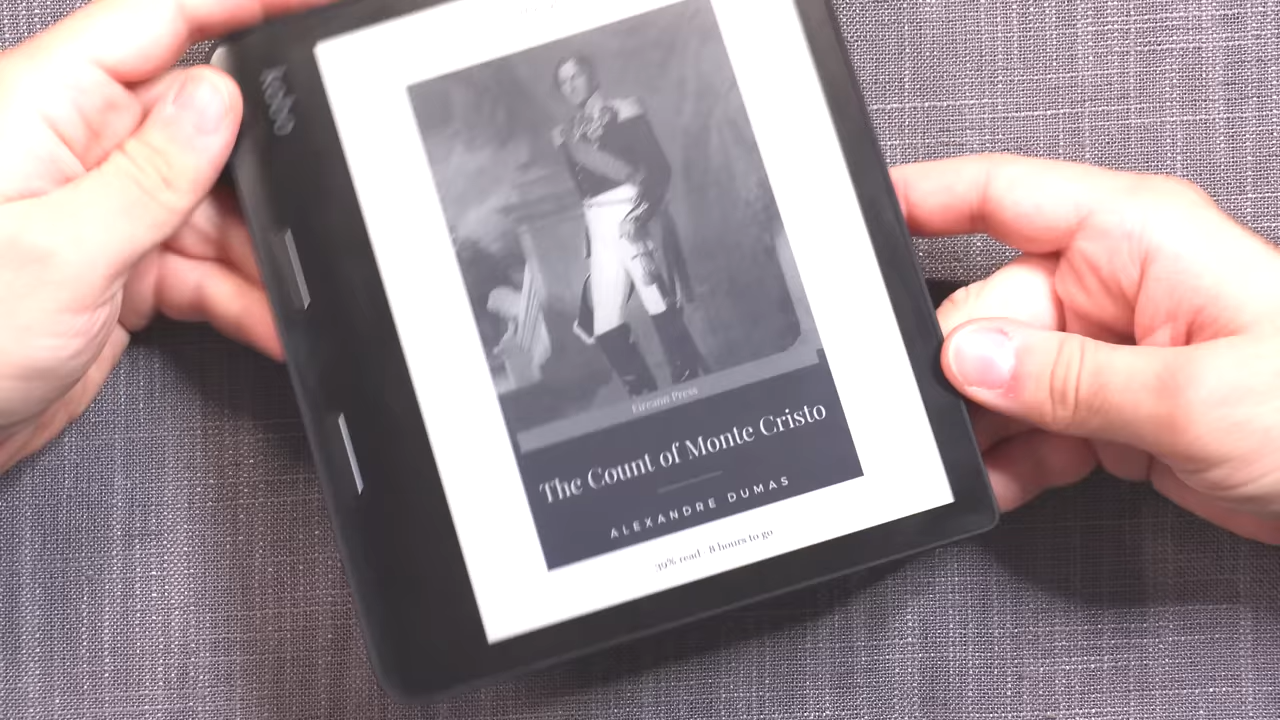 kobo
Eireann Press
The Count of Monte Cristo
ALEXANDRE DUMAS
39% read · 8 hours to go